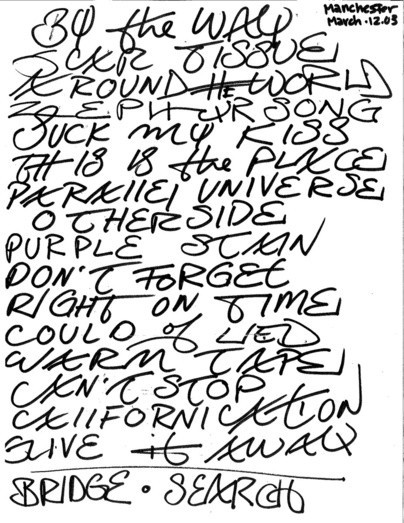 Manchester
March.12.03
BY the WAY
SCAR TISSUE
AROUND tHE WORLD
ZEPHYR SONG
SUCK MY KISS
THIS IS the PLACE
PARAllEl UNIVERSE
OTHERSIDE
PURPLE STAIN
DON'T FORGET
RIGHT ON TIME
COULD of LIED
WARM TAPE
CAN'T STOP
CALIFORNICATION
GIVE it AWAY
BRIDGE • SEARCH